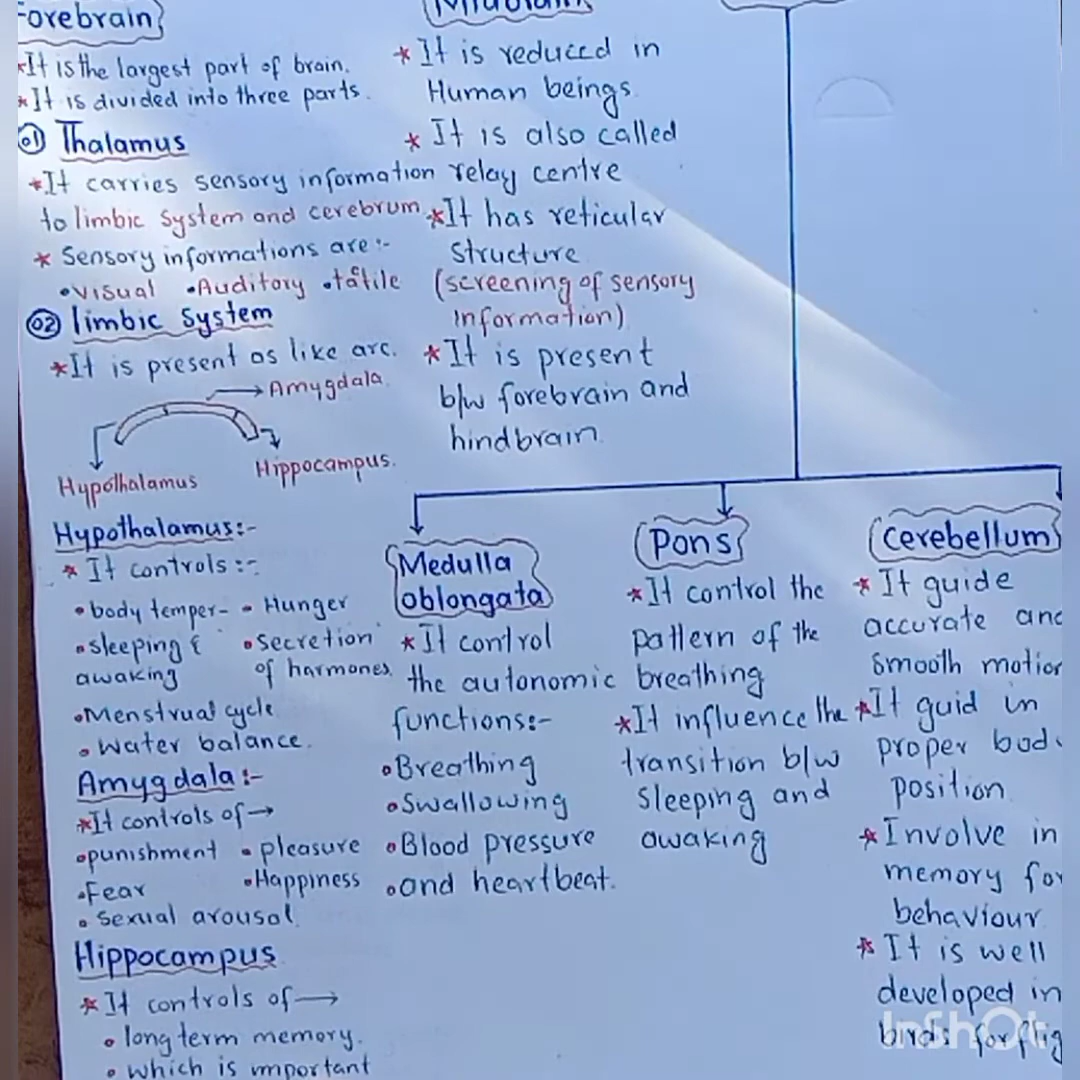 Forebrain
*It is the largest part of brain.
*It is divided into three parts.
01 Thalamus
*It carries sensory information
to limbic system and cerebrum
* Sensory informations are:-
•visual •Auditory •tactile
02 limbic system
*It is present as like arc.
Amygdala
Hypothalamus
Hippocampus.
Hypothalamus:-
* It controls:-
•body temper- • Hunger
•sleeping & •secretion
awaking of hormones
•Menstrual cycle
•water balance.
Amygdala:-
*It controls of→
•punishment •pleasure
•Fear •Happiness
•sexual arousal
Hippocampus
*It controls of→
•long term memory.
•which is important
Midbrain
*It is reduced in
Human beings
*It is also called
relay centre
*It has reticular
structure
(screening of sensory
information)
*It is present
b/w forebrain and
hindbrain
Medulla
oblongata
*It control
the autonomic
functions:-
•Breathing
•Swallowing
•Blood pressure
•and heartbeat.
Pons
*It control the
pattern of the
breathing
*It influence the
transition b/w
sleeping and
awaking
Cerebellum
*It guide
accurate and
smooth motion
*It guid in
proper body
position
*Involve in
memory for
behaviour
*It is well
developed in
birds for flig
InShOt